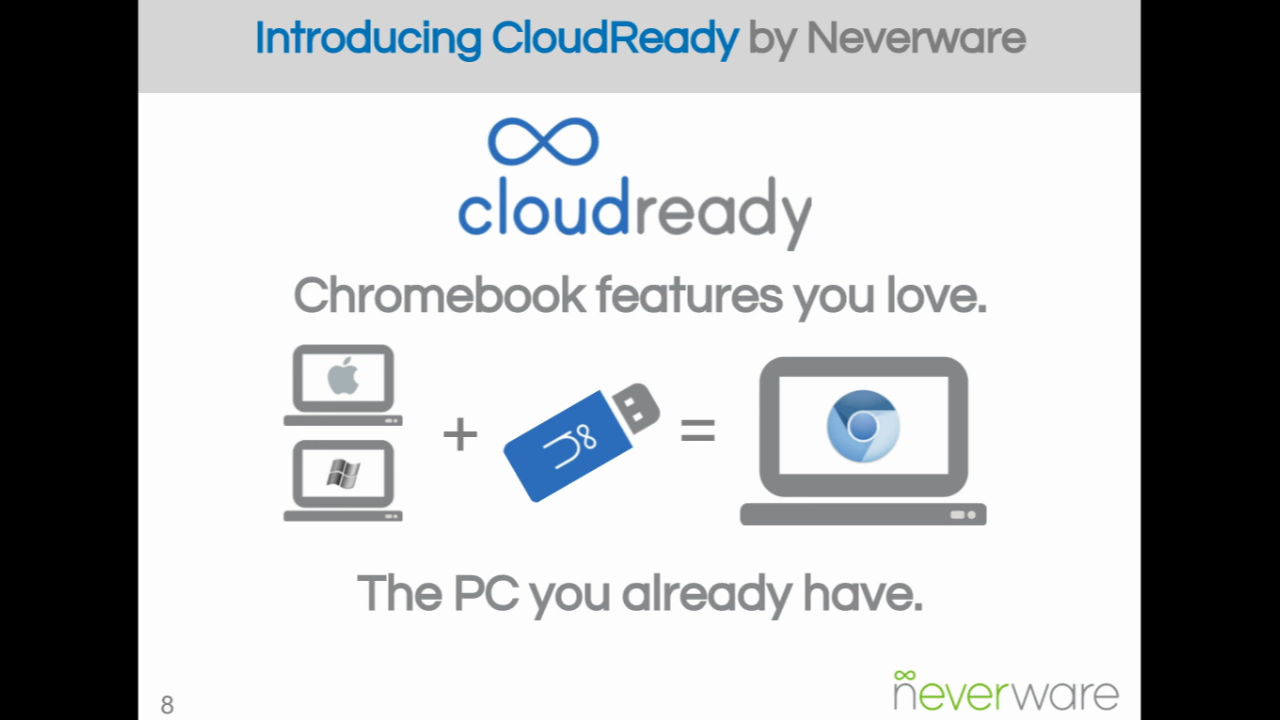 Introducing CloudReady by Neverware
cloudready
Chromebook features you love.
+ =
The PC you already have.
8
neverware